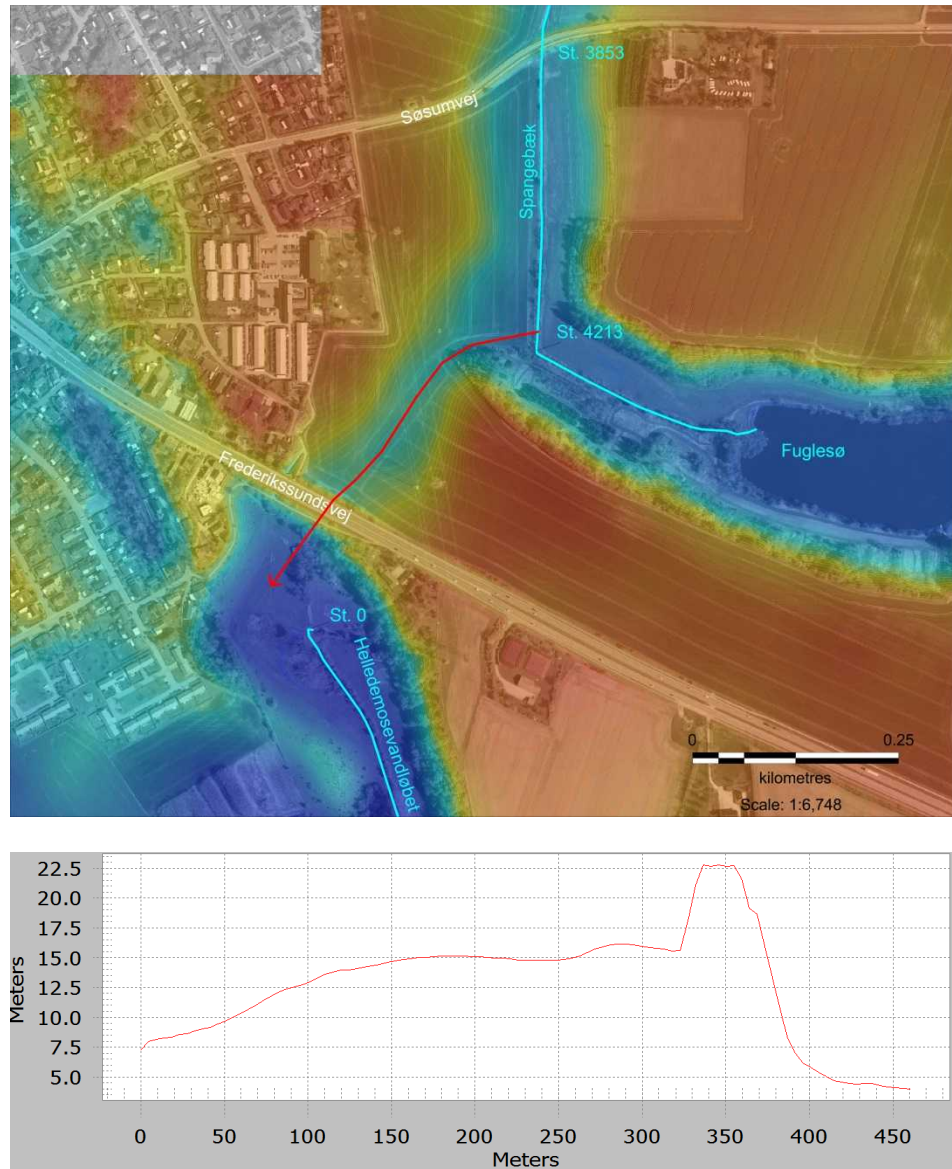 St. 3853
Søsumvej
Spangebæk
St. 4213
Fuglesø
Frederikssundsvej
St. 0
Helledemosevandløbet
0 0.25
kilometres
Scale: 1:6,748
22.5
20.0
17.5
15.0
12.5
10.0
7.5
5.0
Meters
0 50 100 150 200 250 300 350 400 450
Meters